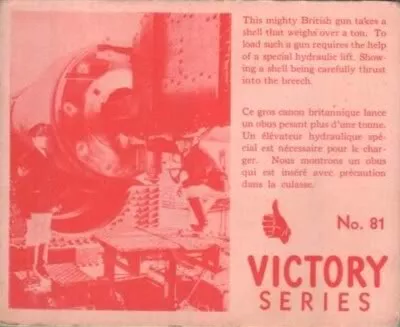 This mighty British gun takes a
shell that weighs over a ton. To
load such a gun requires the help
of a special hydraulic lift. Show-
ing a shell being carefully thrust
into the breech.
Ce gros canon britannique lance
un obus pesant plus d'une tonne.
Un élévateur hydraulique spé-
cial est nécessaire pour le char-
ger. Nous montrons un obus
qui est inséré avec précaution
dans la culasse.
No. 81
VICTORY
SERIES